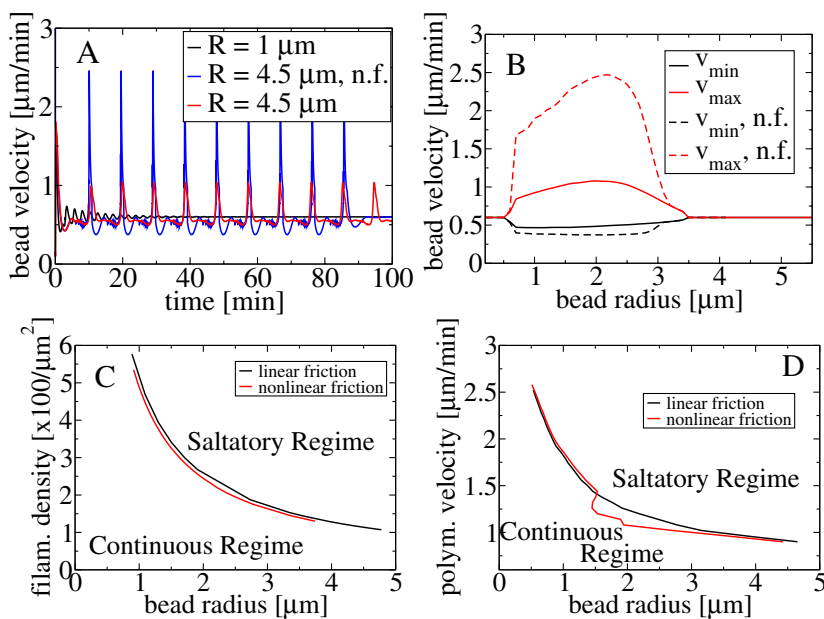 A
R = 1 μm
R = 4.5 μm, n.f.
R = 4.5 μm
bead velocity [μm/min]
3
2
1
0
0 20 40 60 80 100
time [min]
B
v_min
v_max
v_min, n.f.
v_max, n.f.
bead velocity [μm/min]
3
2.5
2
1.5
1
0.5
0
1 2 3 4 5
bead radius [μm]
C
linear friction
nonlinear friction
Saltatory Regime
Continuous Regime
filam. density [x100/μm²]
6
5
4
3
2
1
0
0 1 2 3 4 5
bead radius [μm]
D
linear friction
nonlinear friction
Saltatory Regime
Continuous
Regime
polym. velocity [μm/min]
3
2.5
2
1.5
1
0 1 2 3 4 5
bead radius [μm]